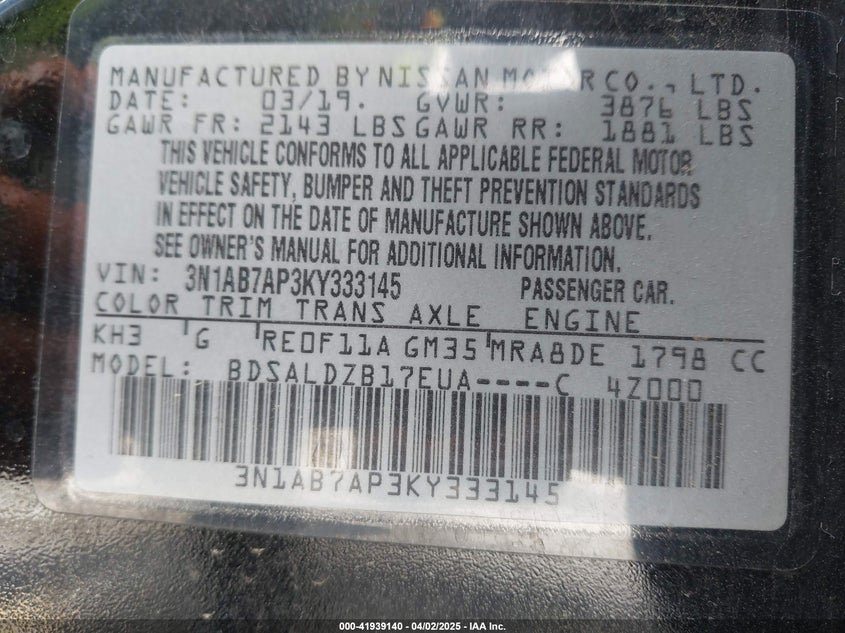 MANUFACTURED BY NISSAN MOTOR CO., LTD.
DATE: 03/19. GVWR: 3876 LBS
GAWR FR: 2143 LBS GAWR RR: 1881 LBS
THIS VEHICLE CONFORMS TO ALL APPLICABLE FEDERAL MOTOR
VEHICLE SAFETY, BUMPER AND THEFT PREVENTION STANDARDS
IN EFFECT ON THE DATE OF MANUFACTURE SHOWN ABOVE.
SEE OWNER'S MANUAL FOR ADDITIONAL INFORMATION.
VIN: 3N1AB7AP3KY333145 PASSENGER CAR.
COLOR TRIM TRANS AXLE ENGINE
KH3 G RE0F11A GM35 MRA8DE 1798 CC
MODEL: BDSALDZB17EUA----C 4Z000
3N1AB7AP3KY333145
000-41939140 - 04/02/2025 - IAA Inc.